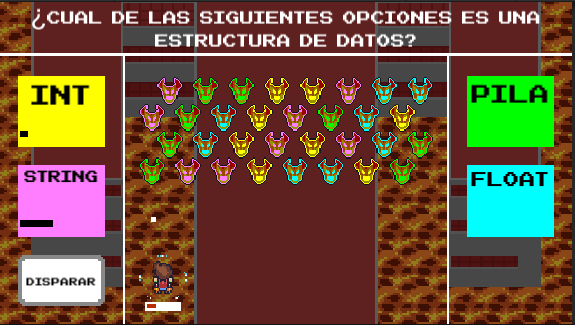 ¿CUAL DE LAS SIGUIENTES OPCIONES ES UNA
ESTRUCTURA DE DATOS?
INT
STRING
DISPARAR
PILA
FLOAT